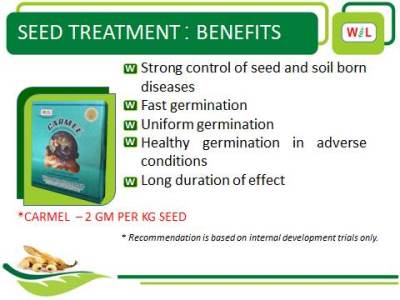 SEED TREATMENT : BENEFITS
W L
Strong control of seed and soil born
diseases
Fast germination
Uniform germination
Healthy germination in adverse
conditions
Long duration of effect
CARMEL
*CARMEL – 2 GM PER KG SEED
* Recommendation is based on internal development trials only.